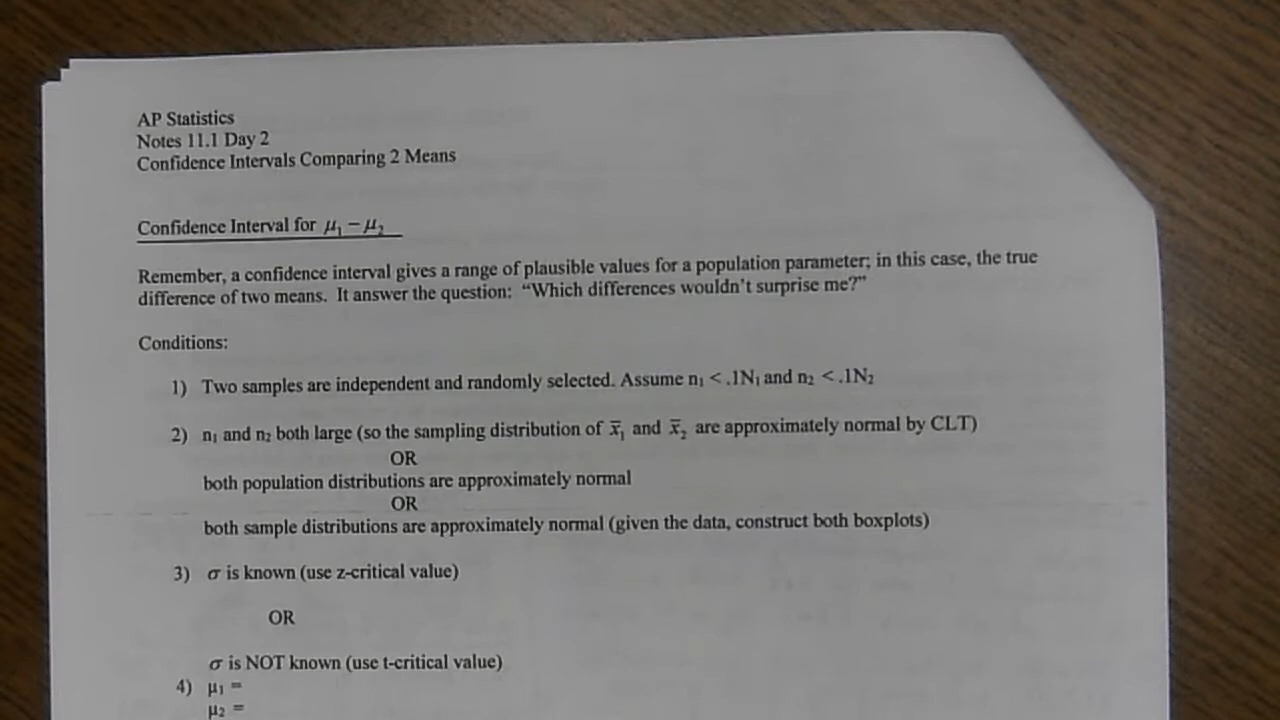 AP Statistics
Notes 11.1 Day 2
Confidence Intervals Comparing 2 Means
Confidence Interval for μ₁ − μ₂
Remember, a confidence interval gives a range of plausible values for a population parameter; in this case, the true
difference of two means. It answer the question: “Which differences wouldn’t surprise me?”
Conditions:
1) Two samples are independent and randomly selected. Assume n₁ < .1N₁ and n₂ < .1N₂
2) n₁ and n₂ both large (so the sampling distribution of x̄₁ and x̄₂ are approximately normal by CLT)
OR
both population distributions are approximately normal
OR
both sample distributions are approximately normal (given the data, construct both boxplots)
3) σ is known (use z-critical value)
OR
σ is NOT known (use t-critical value)
4) μ₁ =
μ₂ =